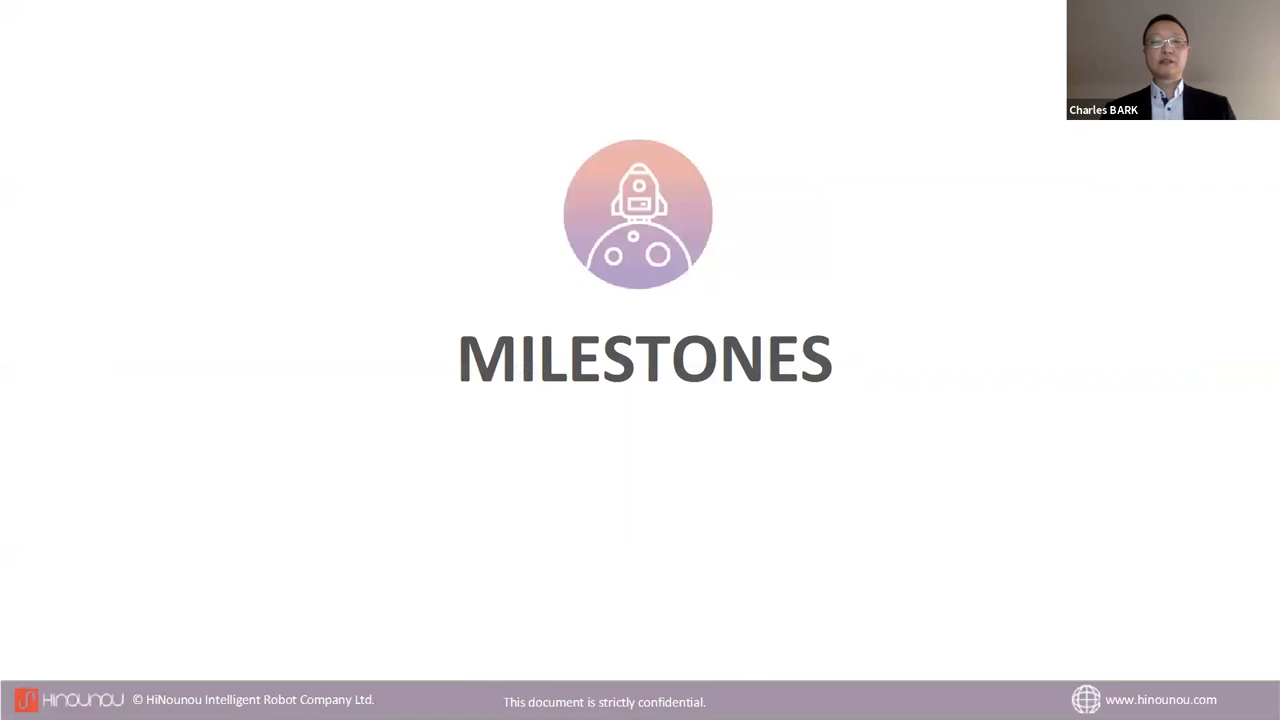 Charles BARK
MILESTONES
HiNOUNOU © HiNounou Intelligent Robot Company Ltd.
This document is strictly confidential.
www.hinounou.com